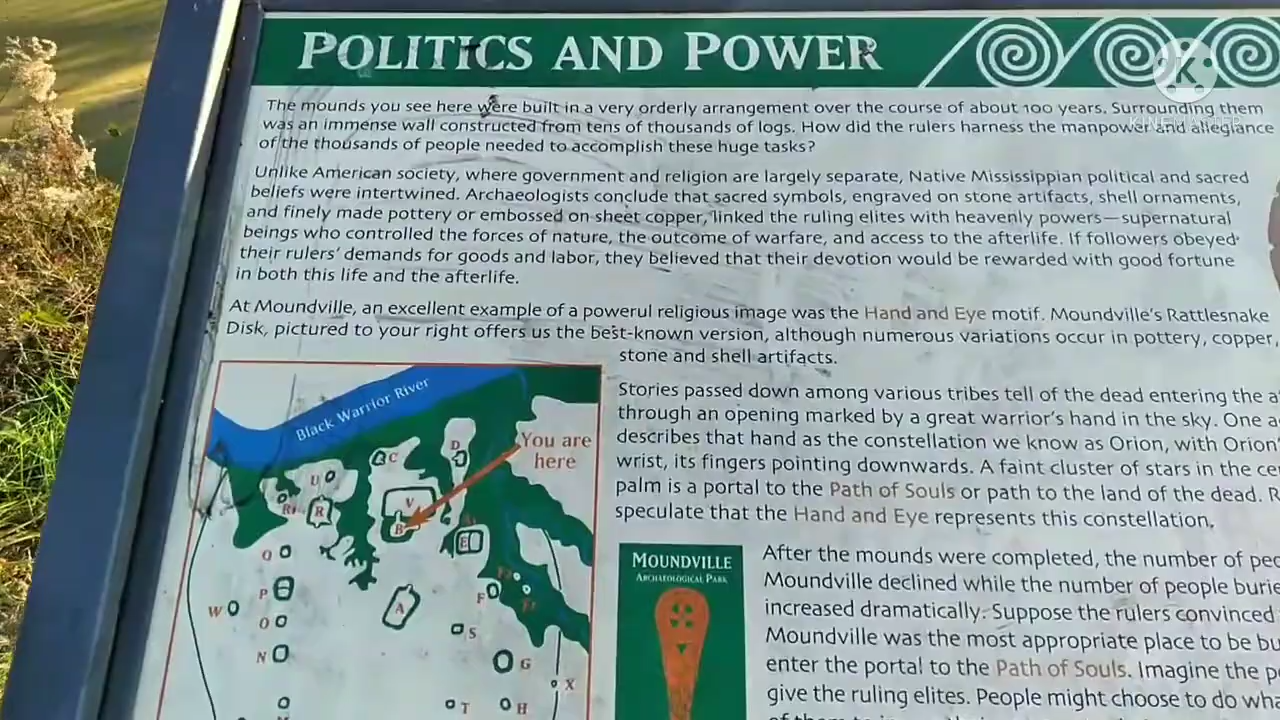 POLITICS AND POWER
K
KINEMASTER
The mounds you see here were built in a very orderly arrangement over the course of about 100 years. Surrounding them
was an immense wall constructed from tens of thousands of logs. How did the rulers harness the manpower and allegiance
of the thousands of people needed to accomplish these huge tasks?
Unlike American society, where government and religion are largely separate, Native Mississippian political and sacred
beliefs were intertwined. Archaeologists conclude that sacred symbols, engraved on stone artifacts, shell ornaments,
and finely made pottery or embossed on sheet copper, linked the ruling elites with heavenly powers—supernatural
beings who controlled the forces of nature, the outcome of warfare, and access to the afterlife. If followers obeyed
their rulers' demands for goods and labor, they believed that their devotion would be rewarded with good fortune
in both this life and the afterlife.
At Moundville, an excellent example of a powerul religious image was the Hand and Eye motif. Moundville's Rattlesnake
Disk, pictured to your right offers us the best-known version, although numerous variations occur in pottery, copper,
stone and shell artifacts.
Stories passed down among various tribes tell of the dead entering the a
through an opening marked by a great warrior's hand in the sky. One a
describes that hand as the constellation we know as Orion, with Orion'
wrist, its fingers pointing downwards. A faint cluster of stars in the ce
palm is a portal to the Path of Souls or path to the land of the dead. R
speculate that the Hand and Eye represents this constellation.
After the mounds were completed, the number of peo
Moundville declined while the number of people burie
increased dramatically. Suppose the rulers convinced
Moundville was the most appropriate place to be bu
enter the portal to the Path of Souls. Imagine the p
give the ruling elites. People might choose to do wha
Black Warrior River
You are
here
C
D
U
R
V
B
E
Q
P
W
O
N
A
F
S
G
X
T
H
MOUNDVILLE
ARCHAEOLOGICAL PARK